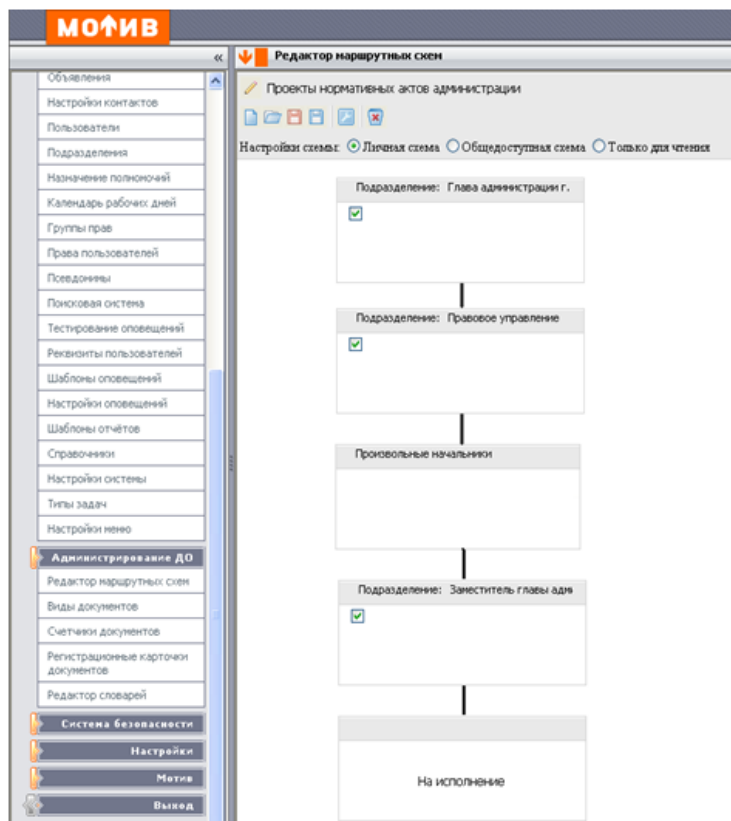 МОТИВ
«
Редактор маршрутных схем
Объявления
Настройки контактов
Пользователи
Подразделения
Назначение полномочий
Календарь рабочих дней
Группы прав
Права пользователей
Псевдонимы
Поисковая система
Тестирование оповещений
Реквизиты пользователей
Шаблоны оповещений
Настройки оповещений
Шаблоны отчётов
Справочники
Настройки системы
Типы задач
Настройки меню
Администрирование ДО
Редактор маршрутных схем
Виды документов
Счетчики документов
Регистрационные карточки
документов
Редактор словарей
Система безопасности
Настройки
Мотив
Выход
Проекты нормативных актов администрации
Настройки схемы: Личная схема Общедоступная схема Только для чтения
Подразделение: Глава администрации г.
Подразделение: Правовое управление
Произвольные начальники
Подразделение: Заместитель главы адми
На исполнение